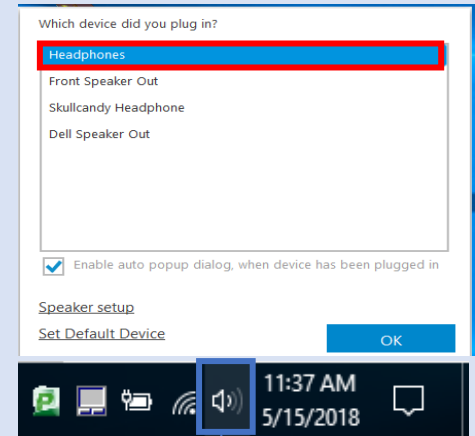 Which device did you plug in?
Headphones
Front Speaker Out
Skullcandy Headphone
Dell Speaker Out
Enable auto popup dialog, when device has been plugged in
Speaker setup
Set Default Device
OK
11:37 AM
5/15/2018